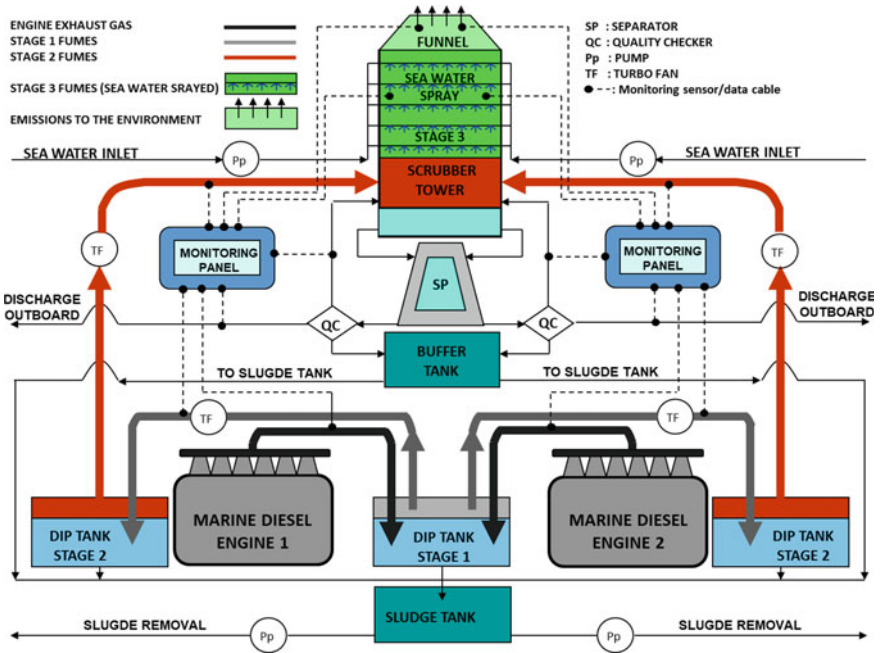 ENGINE EXHAUST GAS
STAGE 1 FUMES
STAGE 2 FUMES
STAGE 3 FUMES (SEA WATER SRAYED)
EMISSIONS TO THE ENVIRONMENT
SP : SEPARATOR
QC : QUALITY CHECKER
Pp : PUMP
TF : TURBO FAN
: Monitoring sensor/data cable
FUNNEL
SEA WATER
SPRAY
STAGE 3
SEA WATER INLET
Pp
Pp
SEA WATER INLET
SCRUBBER
TOWER
TF
MONITORING
PANEL
MONITORING
PANEL
TF
SP
DISCHARGE
OUTBOARD
QC
QC
DISCHARGE
OUTBOARD
BUFFER
TANK
TO SLUGDE TANK
TO SLUGDE TANK
TF
TF
MARINE DIESEL
ENGINE 1
MARINE DIESEL
ENGINE 2
DIP TANK
STAGE 2
DIP TANK
STAGE 1
DIP TANK
STAGE 2
SLUDGE TANK
SLUGDE REMOVAL
Pp
Pp
SLUGDE REMOVAL